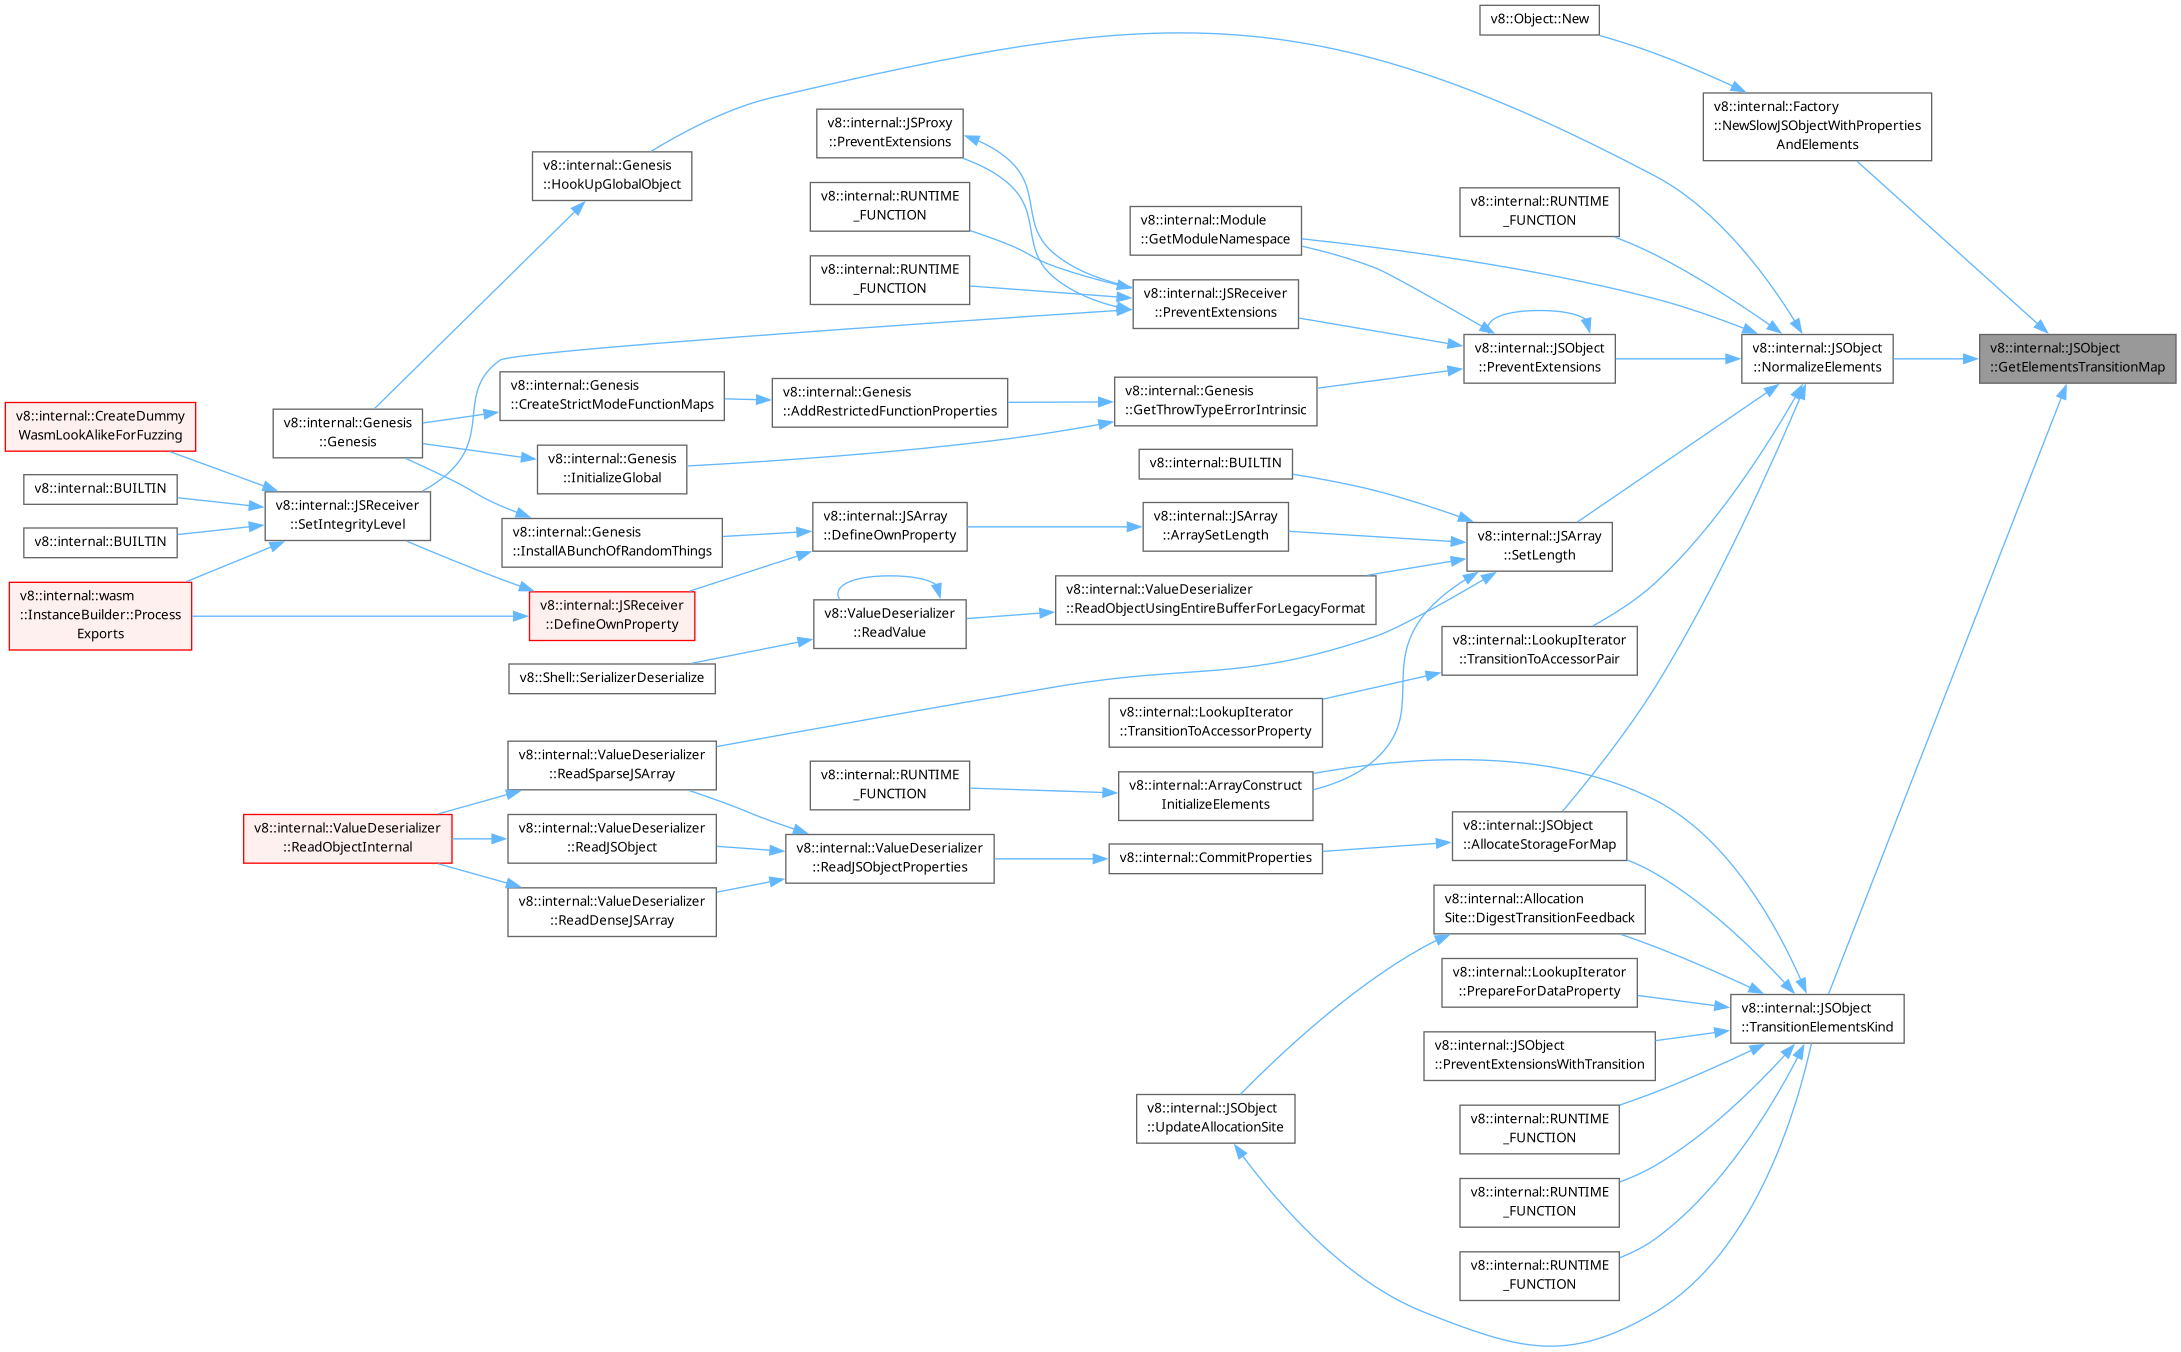 v8::Object::New
v8::internal::Factory
::NewSlowJSObjectWithProperties
AndElements
v8::internal::JSProxy
::PreventExtensions
v8::internal::Genesis
::HookUpGlobalObject
v8::internal::RUNTIME
_FUNCTION
v8::internal::RUNTIME
_FUNCTION
v8::internal::Module
::GetModuleNamespace
v8::internal::RUNTIME
_FUNCTION
v8::internal::JSReceiver
::PreventExtensions
v8::internal::JSObject
::PreventExtensions
v8::internal::JSObject
::NormalizeElements
v8::internal::JSObject
::GetElementsTransitionMap
v8::internal::Genesis
::CreateStrictModeFunctionMaps
v8::internal::Genesis
::AddRestrictedFunctionProperties
v8::internal::Genesis
::GetThrowTypeErrorIntrinsic
v8::internal::CreateDummy
WasmLookAlikeForFuzzing
v8::internal::Genesis
::Genesis
v8::internal::Genesis
::InitializeGlobal
v8::internal::BUILTIN
v8::internal::BUILTIN
v8::internal::JSReceiver
::SetIntegrityLevel
v8::internal::BUILTIN
v8::internal::Genesis
::InstallABunchOfRandomThings
v8::internal::JSArray
::DefineOwnProperty
v8::internal::JSArray
::ArraySetLength
v8::internal::JSArray
::SetLength
v8::internal::wasm
::InstanceBuilder::Process
Exports
v8::internal::JSReceiver
::DefineOwnProperty
v8::ValueDeserializer
::ReadValue
v8::internal::ValueDeserializer
::ReadObjectUsingEntireBufferForLegacyFormat
v8::internal::LookupIterator
::TransitionToAccessorPair
v8::Shell::SerializerDeserialize
v8::internal::LookupIterator
::TransitionToAccessorProperty
v8::internal::ValueDeserializer
::ReadSparseJSArray
v8::internal::RUNTIME
_FUNCTION
v8::internal::ArrayConstruct
InitializeElements
v8::internal::ValueDeserializer
::ReadObjectInternal
v8::internal::ValueDeserializer
::ReadJSObject
v8::internal::ValueDeserializer
::ReadJSObjectProperties
v8::internal::CommitProperties
v8::internal::JSObject
::AllocateStorageForMap
v8::internal::ValueDeserializer
::ReadDenseJSArray
v8::internal::Allocation
Site::DigestTransitionFeedback
v8::internal::LookupIterator
::PrepareForDataProperty
v8::internal::JSObject
::TransitionElementsKind
v8::internal::JSObject
::PreventExtensionsWithTransition
v8::internal::JSObject
::UpdateAllocationSite
v8::internal::RUNTIME
_FUNCTION
v8::internal::RUNTIME
_FUNCTION
v8::internal::RUNTIME
_FUNCTION